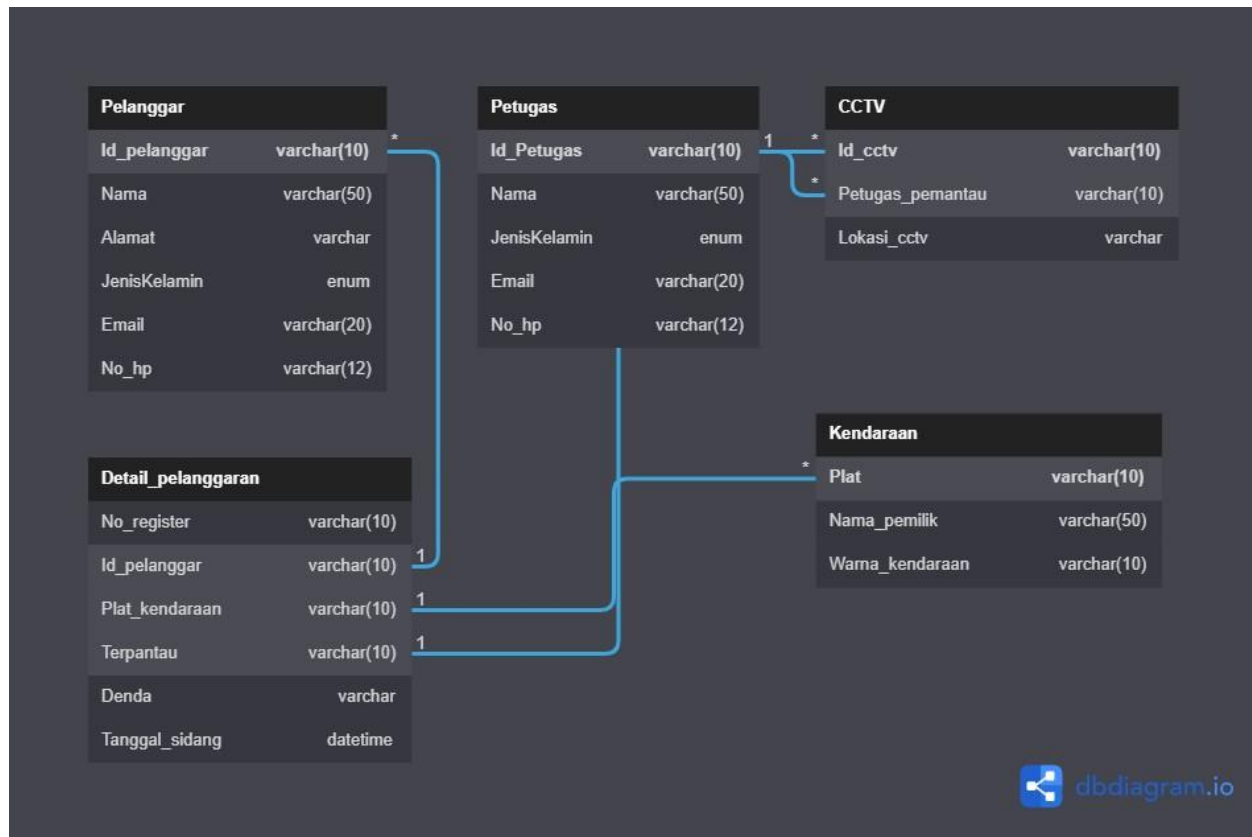 Pelanggar
Id_pelanggar varchar(10) *
Nama varchar(50)
Alamat varchar
JenisKelamin enum
Email varchar(20)
No_hp varchar(12)
Petugas
Id_Petugas varchar(10) 1
Nama varchar(50)
JenisKelamin enum
Email varchar(20)
No_hp varchar(12)
CCTV
* Id_cctv varchar(10)
* Petugas_pemantau varchar(10)
Lokasi_cctv varchar
Detail_pelanggaran
No_register varchar(10)
Id_pelanggar varchar(10) 1
Plat_kendaraan varchar(10) 1
Terpantau varchar(10) 1
Denda varchar
Tanggal_sidang datetime
Kendaraan
* Plat varchar(10)
Nama_pemilik varchar(50)
Warna_kendaraan varchar(10)
dbdiagram.io